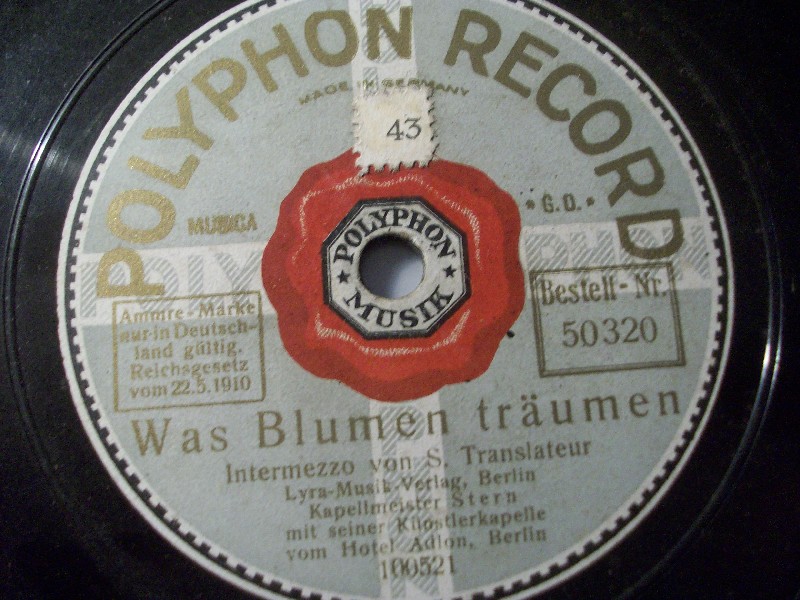 POLYPHON RECORD
MADE IN GERMANY
43
MUSICA
* G.D. *
POLYPHON
MUSIK
Ammre-Marke
nur in Deutsch-
land gültig.
Reichsgesetz
vom 22.5.1910
Bestell-Nr.
50320
Was Blumen träumen
Intermezzo von S. Translateur
Lyra-Musik-Verlag, Berlin
Kapellmeister Stern
mit seiner Künstlerkapelle
vom Hotel Adlon, Berlin
100521